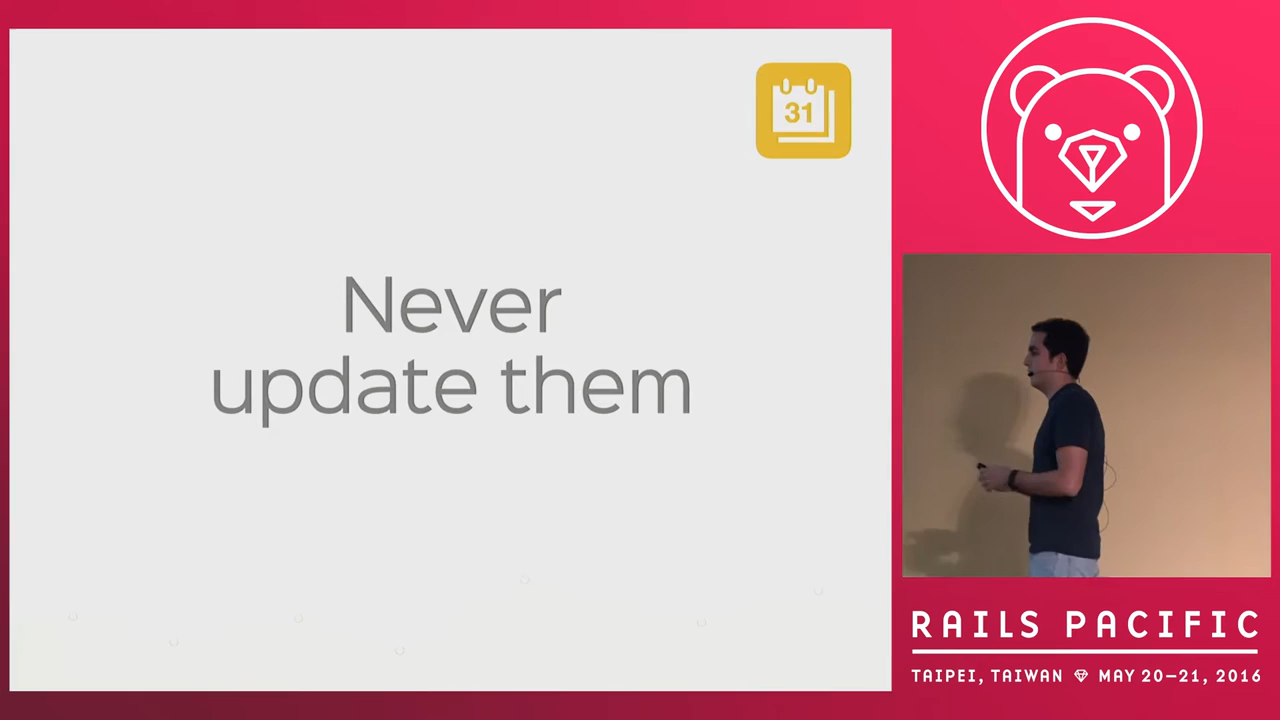 31
Never
update them
RAILS PACIFIC
TAIPEI, TAIWAN MAY 20–21, 2016